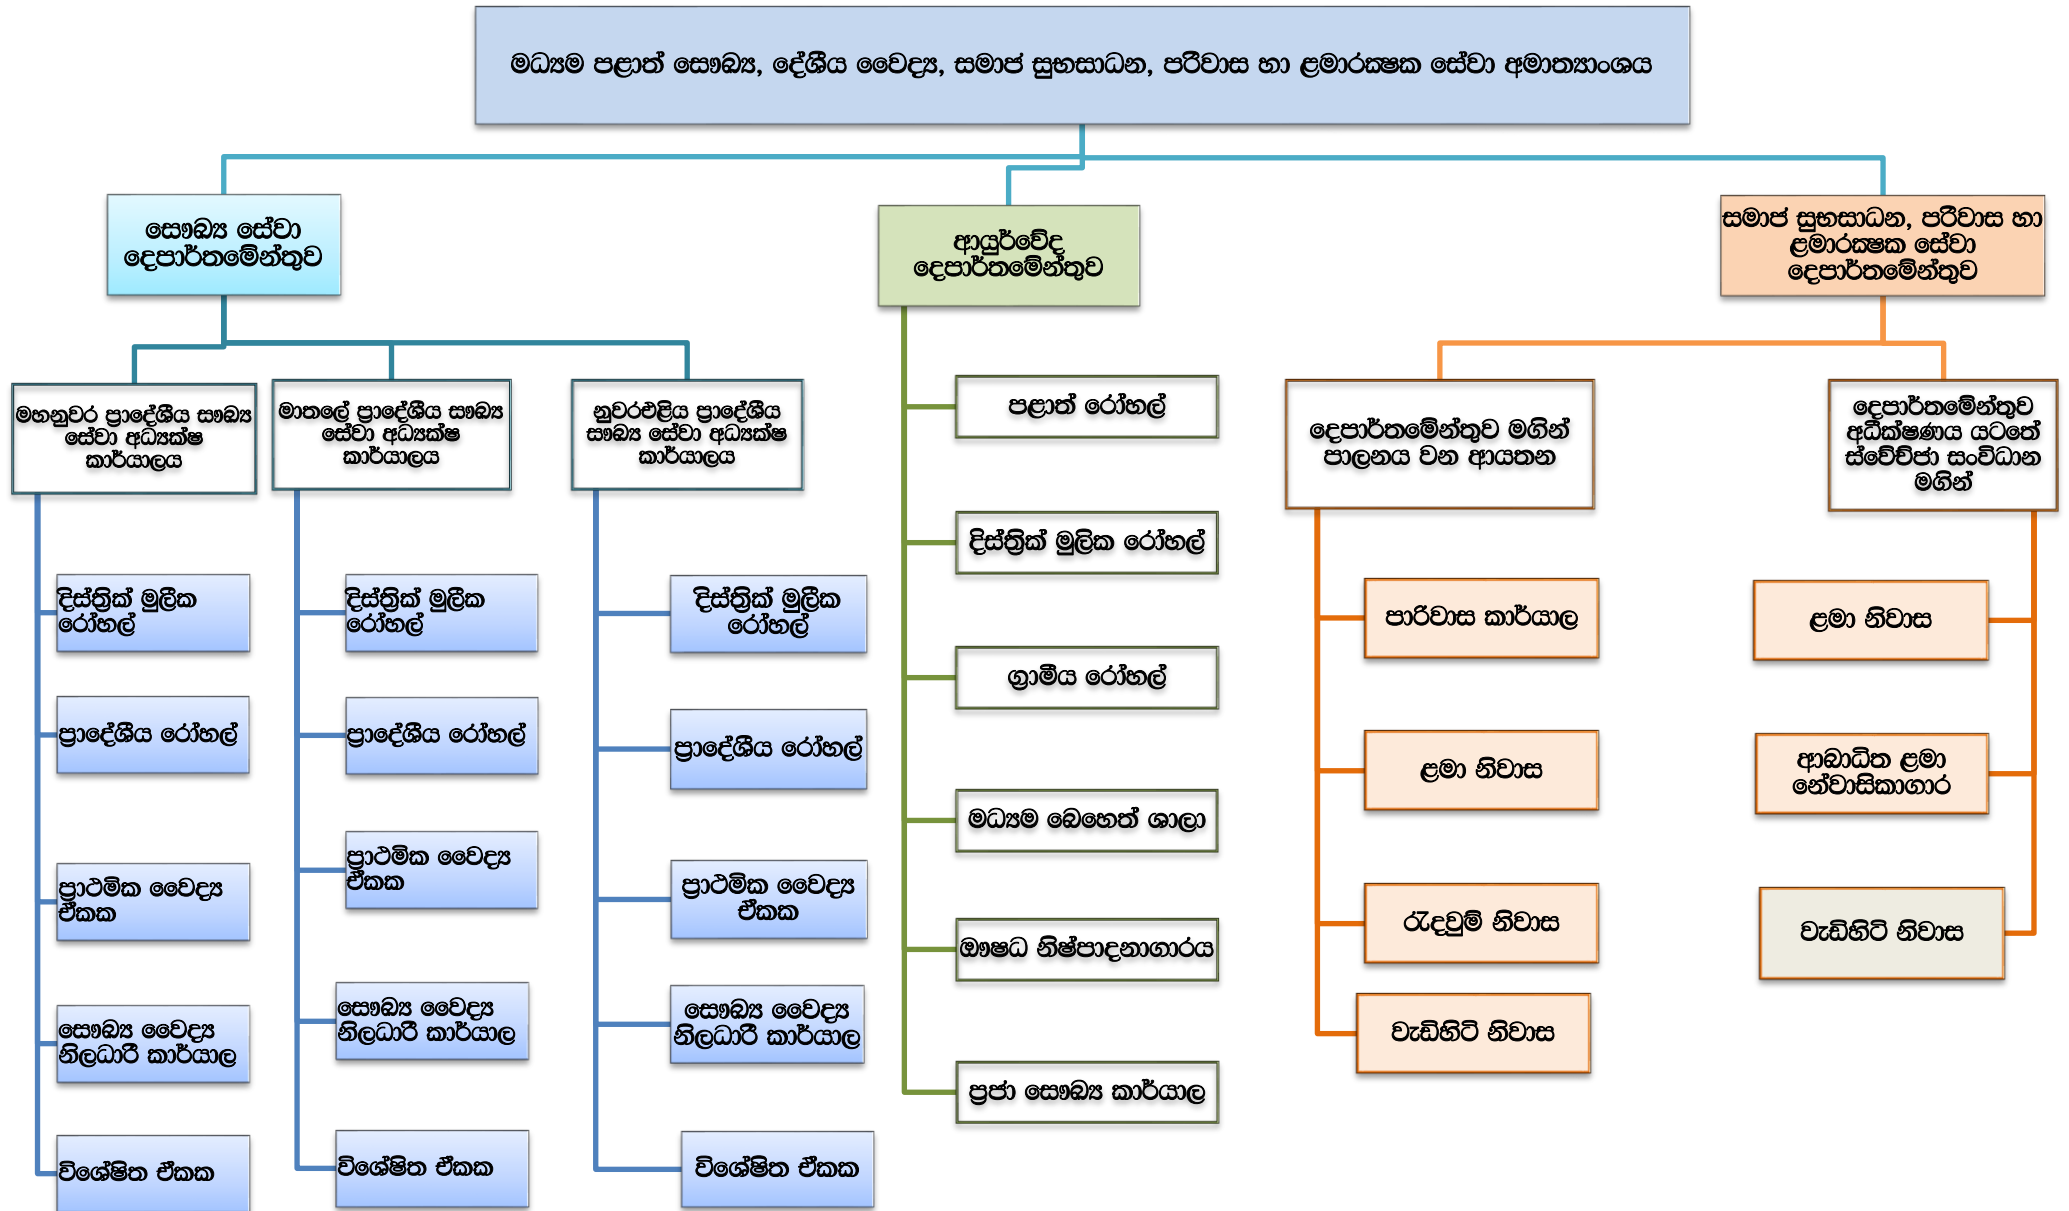 මධ්‍යම පළාත් සෞඛ්‍ය, දේශීය වෛද්‍ය, සමාජ සුභසාධන, පරිවාස හා ළමාරක්‍ෂක සේවා අමාත්‍යාංශය
සෞඛ්‍ය සේවා
දෙපාර්තමේන්තුව
ආයුර්වේද
දෙපාර්තමේන්තුව
සමාජ සුභසාධන, පරිවාස හා
ළමාරක්‍ෂක සේවා
දෙපාර්තමේන්තුව
මහනුවර ප්‍රාදේශීය සෞඛ්‍ය
සේවා අධ්‍යක්ෂ
කාර්යාලය
මාතලේ ප්‍රාදේශීය සෞඛ්‍ය
සේවා අධ්‍යක්ෂ
කාර්යාලය
නුවරඑළිය ප්‍රාදේශීය
සෞඛ්‍ය සේවා අධ්‍යක්ෂ
කාර්යාලය
දිස්ත්‍රික් මුලීක
රෝහල්
ප්‍රාදේශීය රෝහල්
ප්‍රාථමික වෛද්‍ය
ඒකක
සෞඛ්‍ය වෛද්‍ය
නිලධාරී කාර්යාල
විශේෂිත ඒකක
දිස්ත්‍රික් මුලීක
රෝහල්
ප්‍රාදේශීය රෝහල්
ප්‍රාථමික වෛද්‍ය
ඒකක
සෞඛ්‍ය වෛද්‍ය
නිලධාරී කාර්යාල
විශේෂිත ඒකක
දිස්ත්‍රික් මුලීක
රෝහල්
ප්‍රාදේශීය රෝහල්
ප්‍රාථමික වෛද්‍ය
ඒකක
සෞඛ්‍ය වෛද්‍ය
නිලධාරී කාර්යාල
විශේෂිත ඒකක
පළාත් රෝහල්
දිස්ත්‍රික් මුලික රෝහල්
ග්‍රාමීය රෝහල්
මධ්‍යම බෙහෙත් ශාලා
ඖෂධ නිෂ්පාදනාගාරය
ප්‍රජා සෞඛ්‍ය කාර්යාල
දෙපාර්තමේන්තුව මගින්
පාලනය වන ආයතන
පාරිවාස කාර්යාල
ළමා නිවාස
රැදවුම් නිවාස
වැඩිහිටි නිවාස
දෙපාර්තමේන්තුව
අධීක්ෂණය යටතේ
ස්වේච්ඡා සංවිධාන
මගින්
ළමා නිවාස
ආබාධිත ළමා
නේවාසිකාගාර
වැඩිහිටි නිවාස